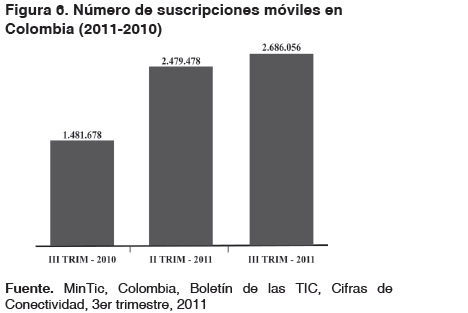 Figura 6. Número de suscripciones móviles en
Colombia (2011-2010)
2.686.056
2.479.478
1.481.678
III TRIM - 2010
II TRIM - 2011
III TRIM - 2011
Fuente. MinTic, Colombia, Boletín de las TIC, Cifras de
Conectividad, 3er trimestre, 2011